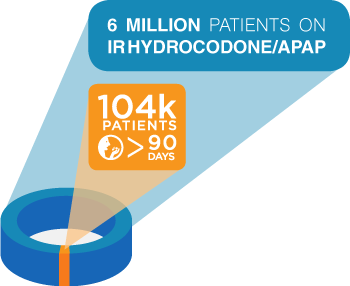 6 MILLION PATIENTS ON
IR HYDROCODONE/APAP
104k
PATIENTS
> 90
DAYS